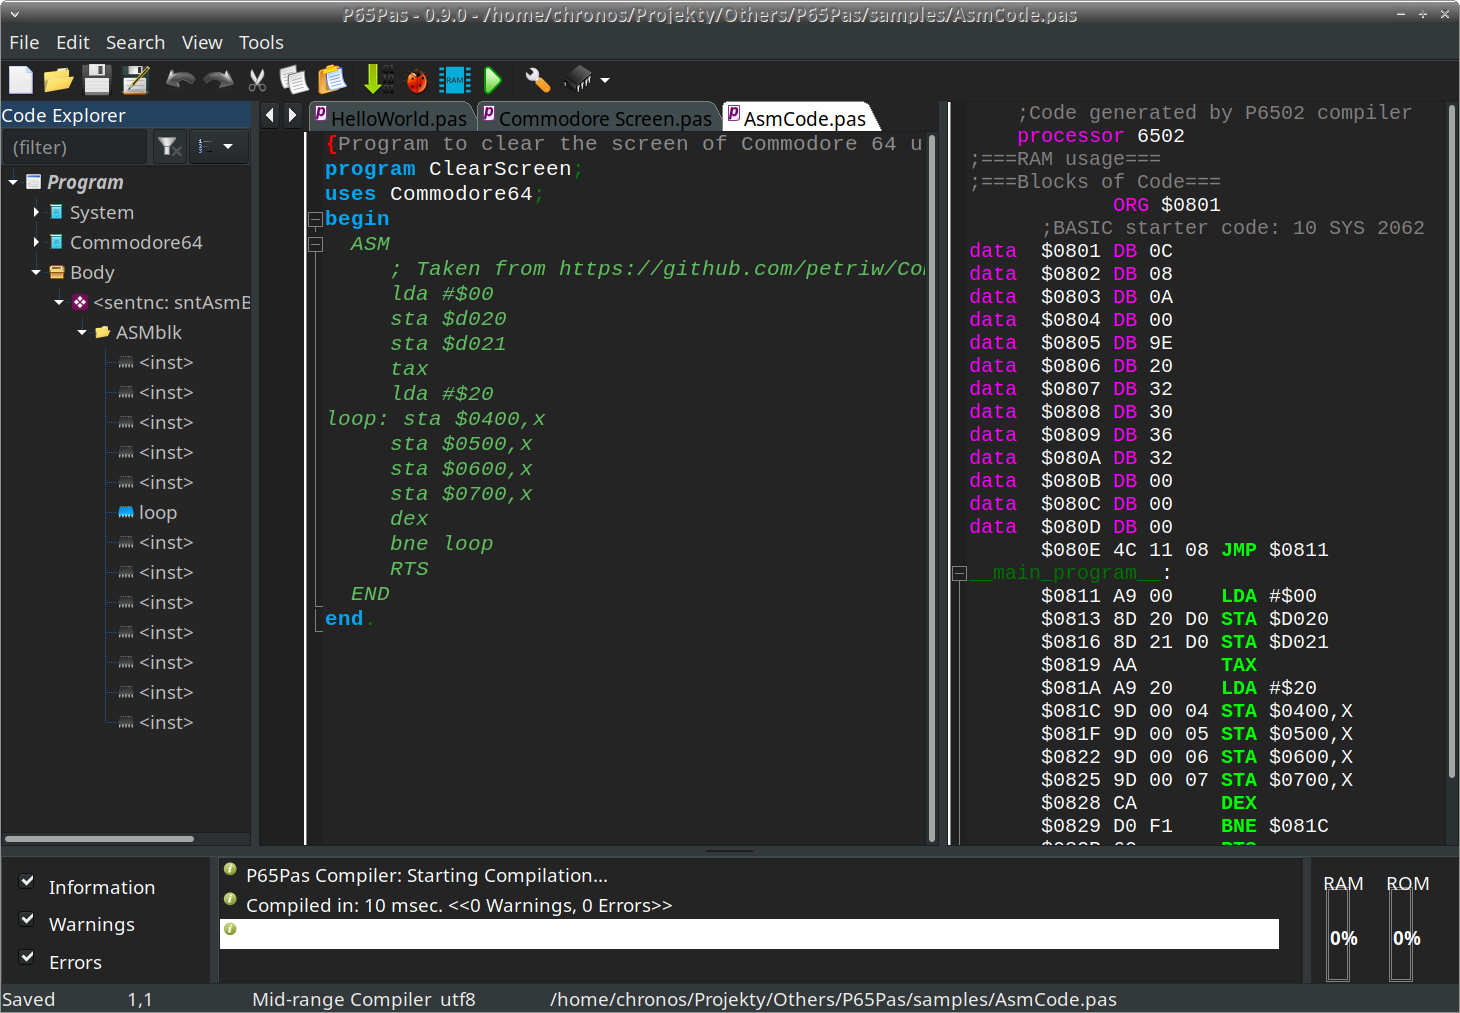 P65Pas - 0.9.0 - /home/chronos/Projekty/Others/P65Pas/samples/AsmCode.pas
File Edit Search View Tools
RAM
Code Explorer
(filter)
Program
System
Commodore64
Body
<sentnc: sntAsmB
ASMblk
<inst>
<inst>
<inst>
<inst>
<inst>
loop
<inst>
<inst>
<inst>
<inst>
<inst>
<inst>
<inst>
HelloWorld.pas Commodore Screen.pas AsmCode.pas
{Program to clear the screen of Commodore 64 u
program ClearScreen;
uses Commodore64;
begin
ASM
; Taken from https://github.com/petriw/Co
lda #$00
sta $d020
sta $d021
tax
lda #$20
loop: sta $0400,x
sta $0500,x
sta $0600,x
sta $0700,x
dex
bne loop
RTS
END
end.
;Code generated by P6502 compiler
processor 6502
;===RAM usage===
;===Blocks of Code===
ORG $0801
;BASIC starter code: 10 SYS 2062
data $0801 DB 0C
data $0802 DB 08
data $0803 DB 0A
data $0804 DB 00
data $0805 DB 9E
data $0806 DB 20
data $0807 DB 32
data $0808 DB 30
data $0809 DB 36
data $080A DB 32
data $080B DB 00
data $080C DB 00
data $080D DB 00
$080E 4C 11 08 JMP $0811
__main_program__:
$0811 A9 00 LDA #$00
$0813 8D 20 D0 STA $D020
$0816 8D 21 D0 STA $D021
$0819 AA TAX
$081A A9 20 LDA #$20
$081C 9D 00 04 STA $0400,X
$081F 9D 00 05 STA $0500,X
$0822 9D 00 06 STA $0600,X
$0825 9D 00 07 STA $0700,X
$0828 CA DEX
$0829 D0 F1 BNE $081C
Information
Warnings
Errors
P65Pas Compiler: Starting Compilation...
Compiled in: 10 msec. <<0 Warnings, 0 Errors>>
RAM ROM
0% 0%
Saved 1,1 Mid-range Compiler utf8 /home/chronos/Projekty/Others/P65Pas/samples/AsmCode.pas